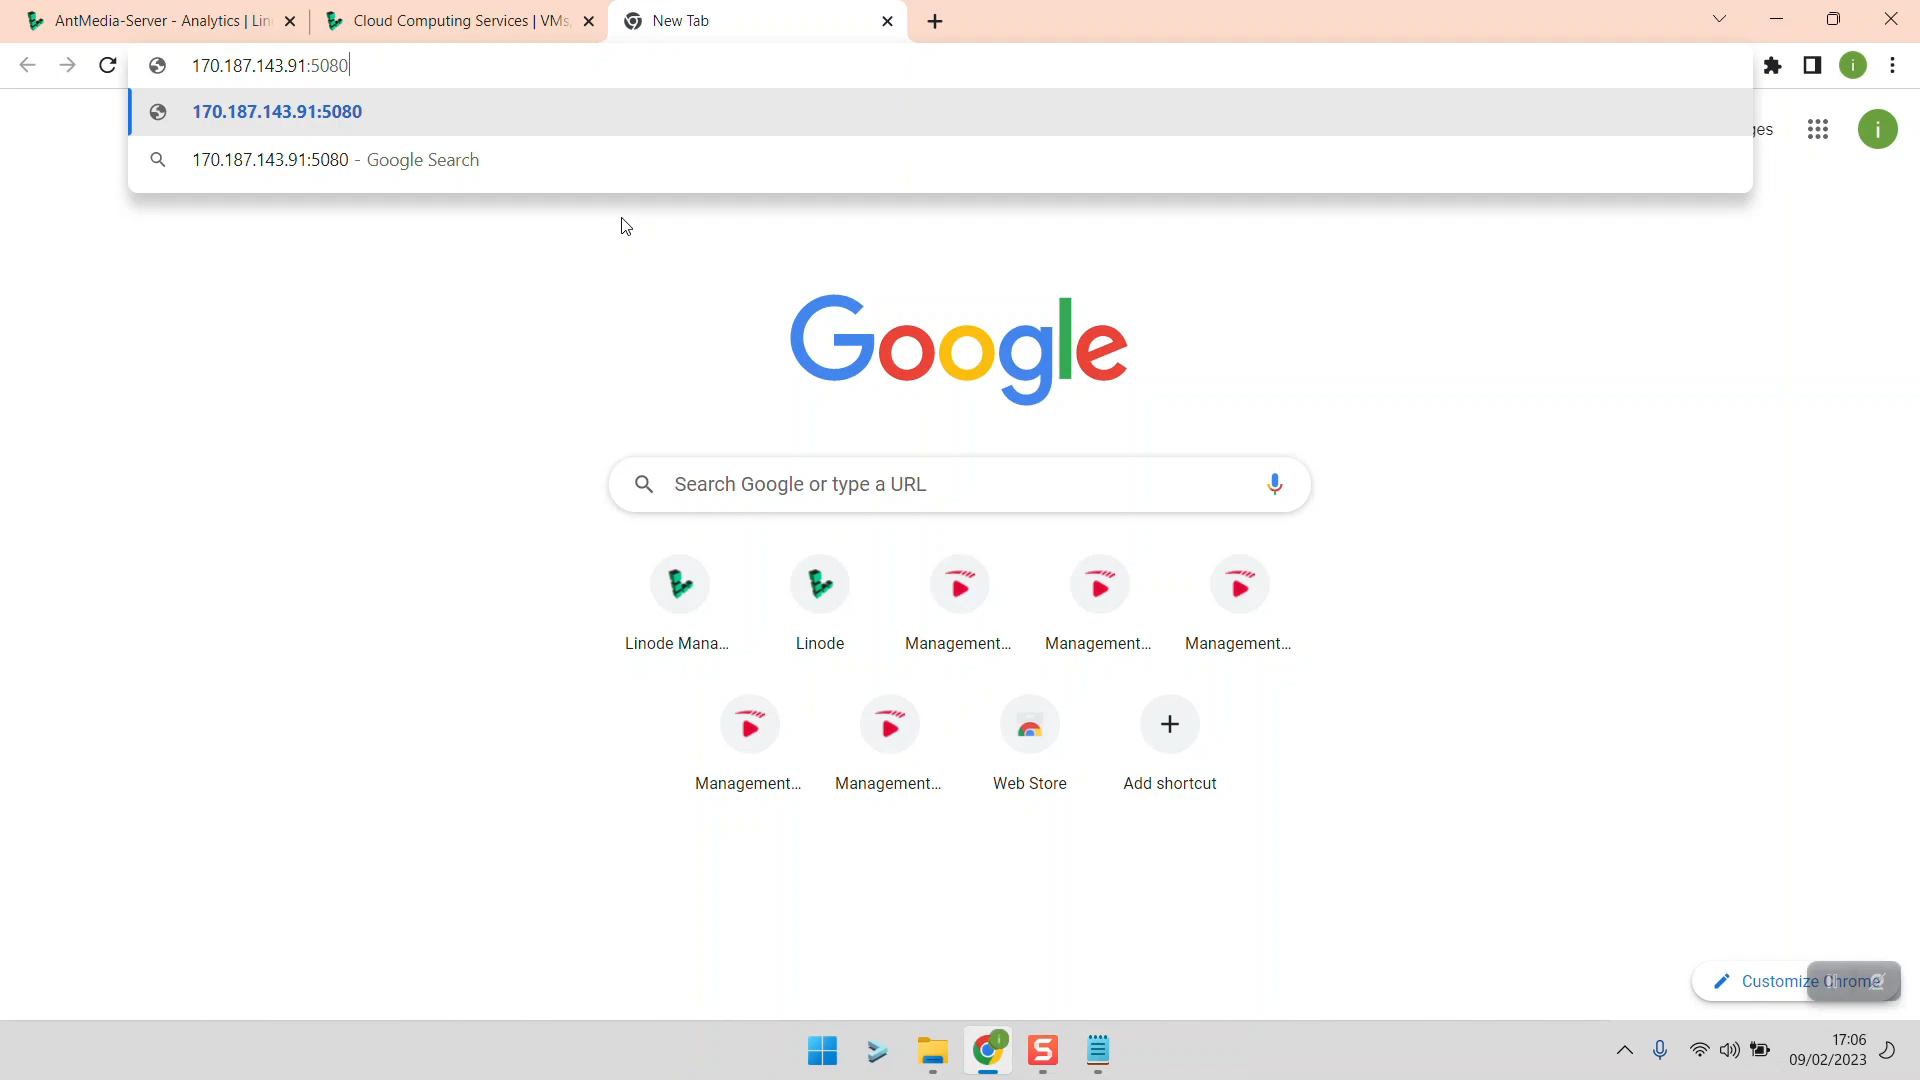 AntMedia-Server - Analytics | Lin
Cloud Computing Services | VMs,
New Tab
170.187.143.91:5080
i
170.187.143.91:5080
170.187.143.91:5080 - Google Search
ges
i
Google
Search Google or type a URL
Linode Mana...
Linode
Management...
Management...
Management...
Management...
Management...
Web Store
Add shortcut
Customize Chrome
17:06
09/02/2023